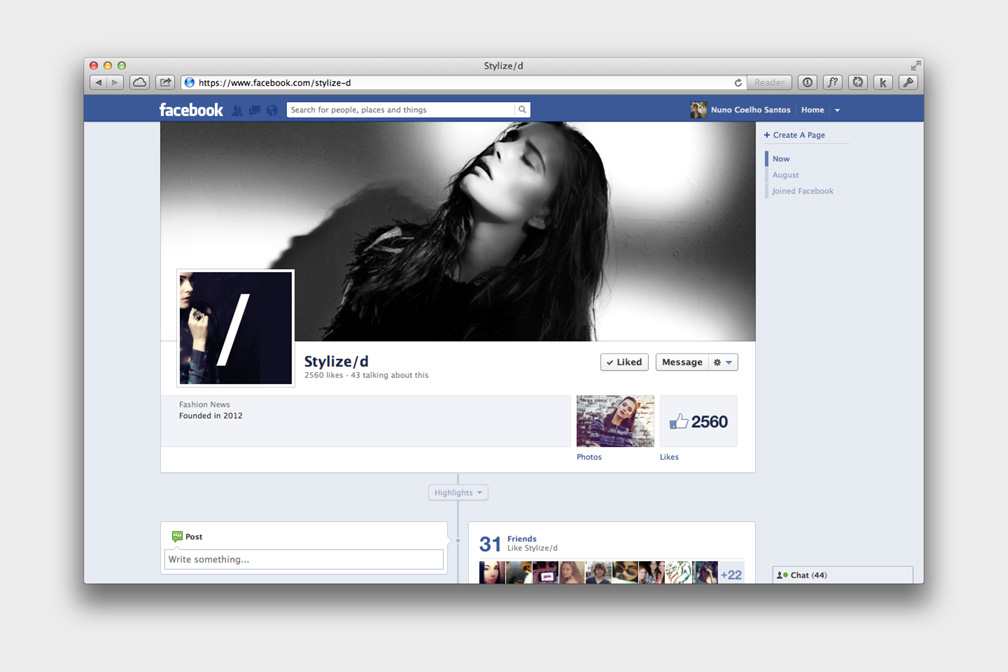 Stylize/d
https://www.facebook.com/stylize-d
Reader
f?
k
facebook
Search for people, places and things
Nuno Coelho Santos
Home
+ Create A Page
Now
August
Joined Facebook
/
Stylize/d
2560 likes · 43 talking about this
Liked
Message
Fashion News
Founded in 2012
2560
Photos
Likes
Highlights
Post
Write something...
31
Friends
Like Stylize/d
+22
Chat (44)